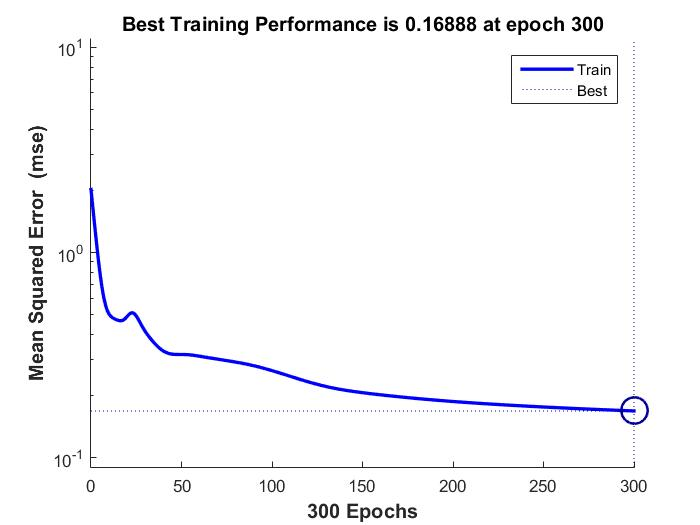 Best Training Performance is 0.16888 at epoch 300
10^1
Train
Best
Mean Squared Error (mse)
10^0
10^-1
0 50 100 150 200 250 300
300 Epochs